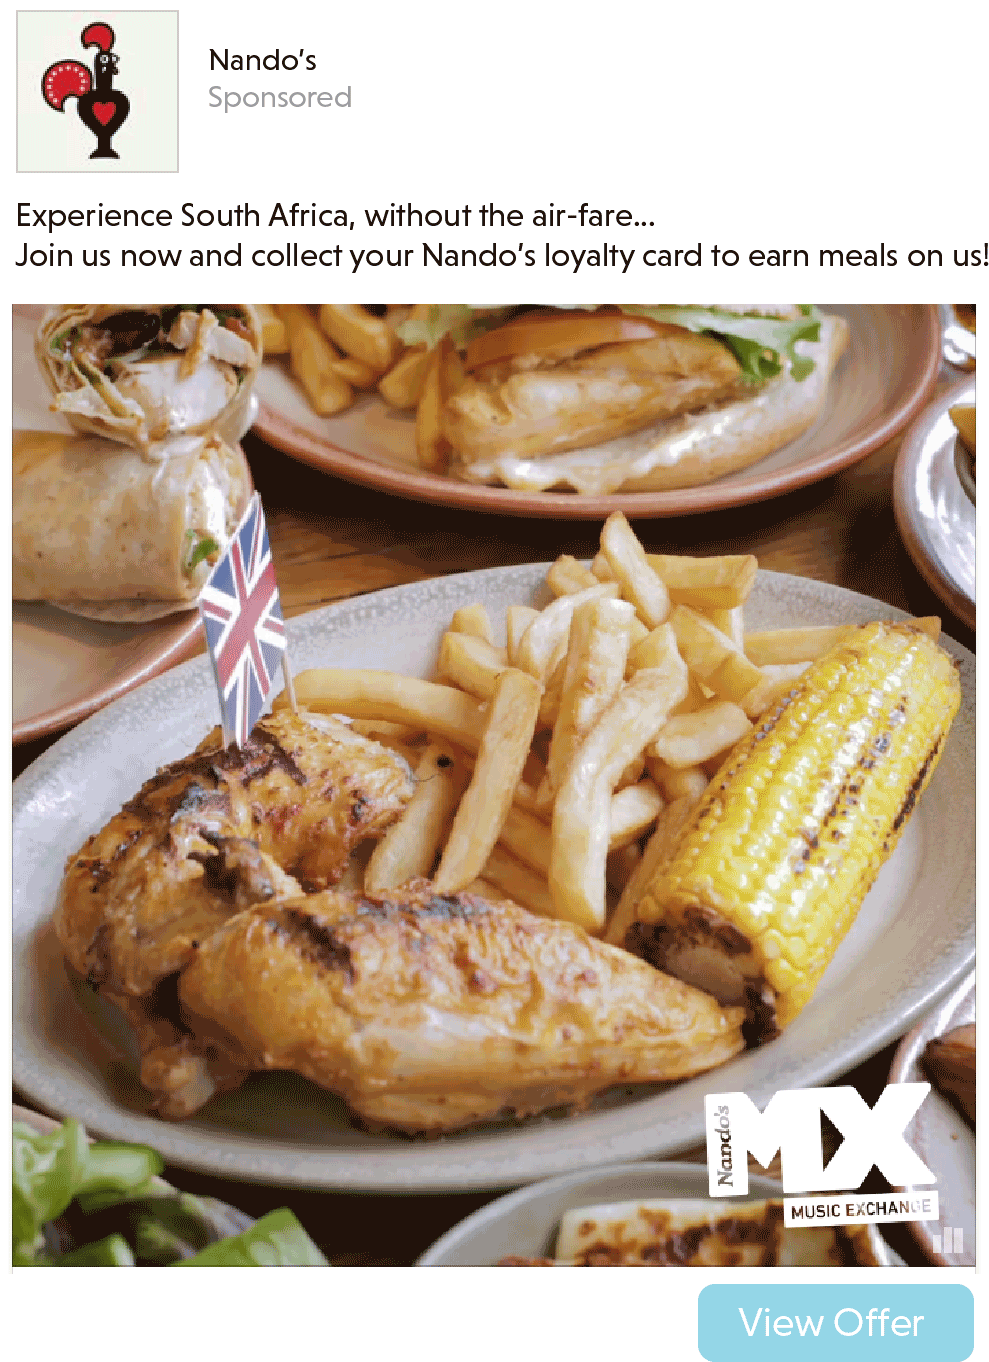 Nando’s
Sponsored
Experience South Africa, without the air-fare...
Join us now and collect your Nando’s loyalty card to earn meals on us!
Nando's
MX
MUSIC EXCHANGE
View Offer